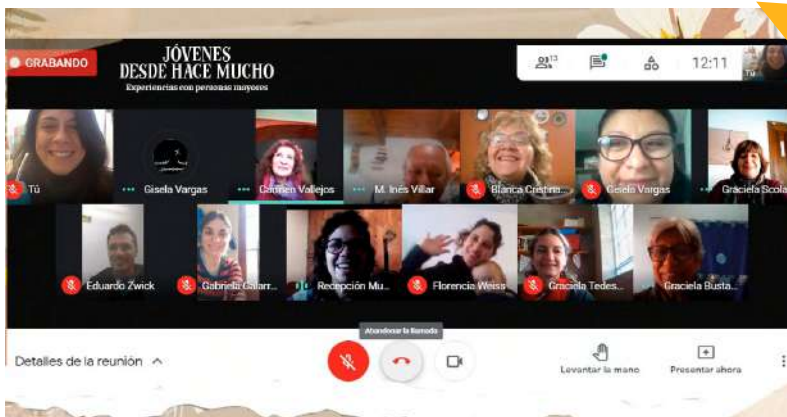 GRABANDO
JÓVENES
DESDE HACE MUCHO
Experiencias con personas mayores
13
12:11
Tú
Tú
Gisela Vargas
Carmen Vallejos
M. Inés Villar
Blanca Cristina...
Gisela Vargas
Graciela Scola
Eduardo Zwick
Gabriela Galarr...
Recepción Mu...
Florencia Weiss
Graciela Tedes...
Graciela Busta...
Abandonar la llamada
Detalles de la reunión
Levantar la mano
Presentar ahora